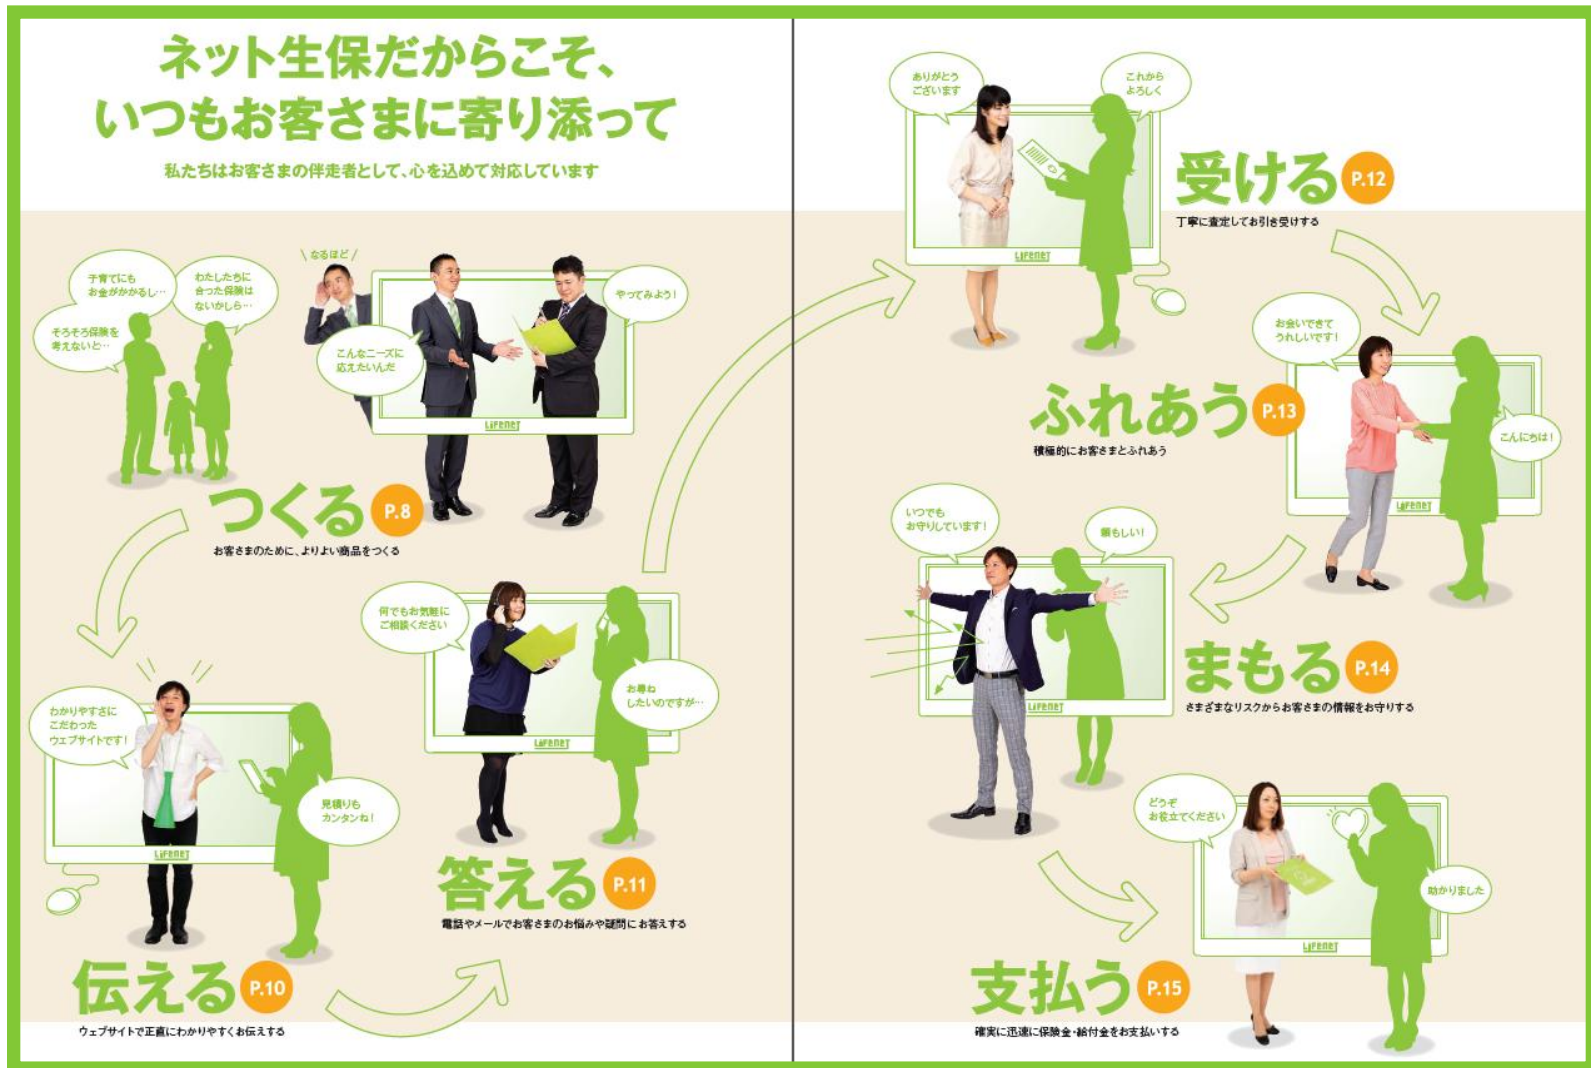 ネット生保だからこそ、
いつもお客さまに寄り添って
私たちはお客さまの伴走者として、心を込めて対応しています
子育てにも
お金がかかるし…
わたしたちに
合った保険は
ないかしら…
そろそろ保険を
考えないと…
なるほど
こんなニーズに
応えたいんだ
やってみよう！
LIFENET
つくる P.8
お客さまのために、よりよい商品をつくる
わかりやすさに
こだわった
ウェブサイトです！
見積りも
カンタンね！
LIFENET
伝える P.10
ウェブサイトで正直にわかりやすくお伝えする
何でもお気軽に
ご相談ください
お尋ね
したいのですが…
LIFENET
答える P.11
電話やメールでお客さまのお悩みや疑問にお答えする
ありがとう
ございます
これから
よろしく
LIFENET
受ける P.12
丁寧に査定してお引き受けする
お会いできて
うれしいです！
こんにちは！
LIFENET
ふれあう P.13
積極的にお客さまとふれあう
いつでも
お守りしています！
頼もしい！
LIFENET
まもる P.14
さまざまなリスクからお客さまの情報をお守りする
どうぞ
お役立てください
助かりました
LIFENET
支払う P.15
確実に迅速に保険金・給付金をお支払いする